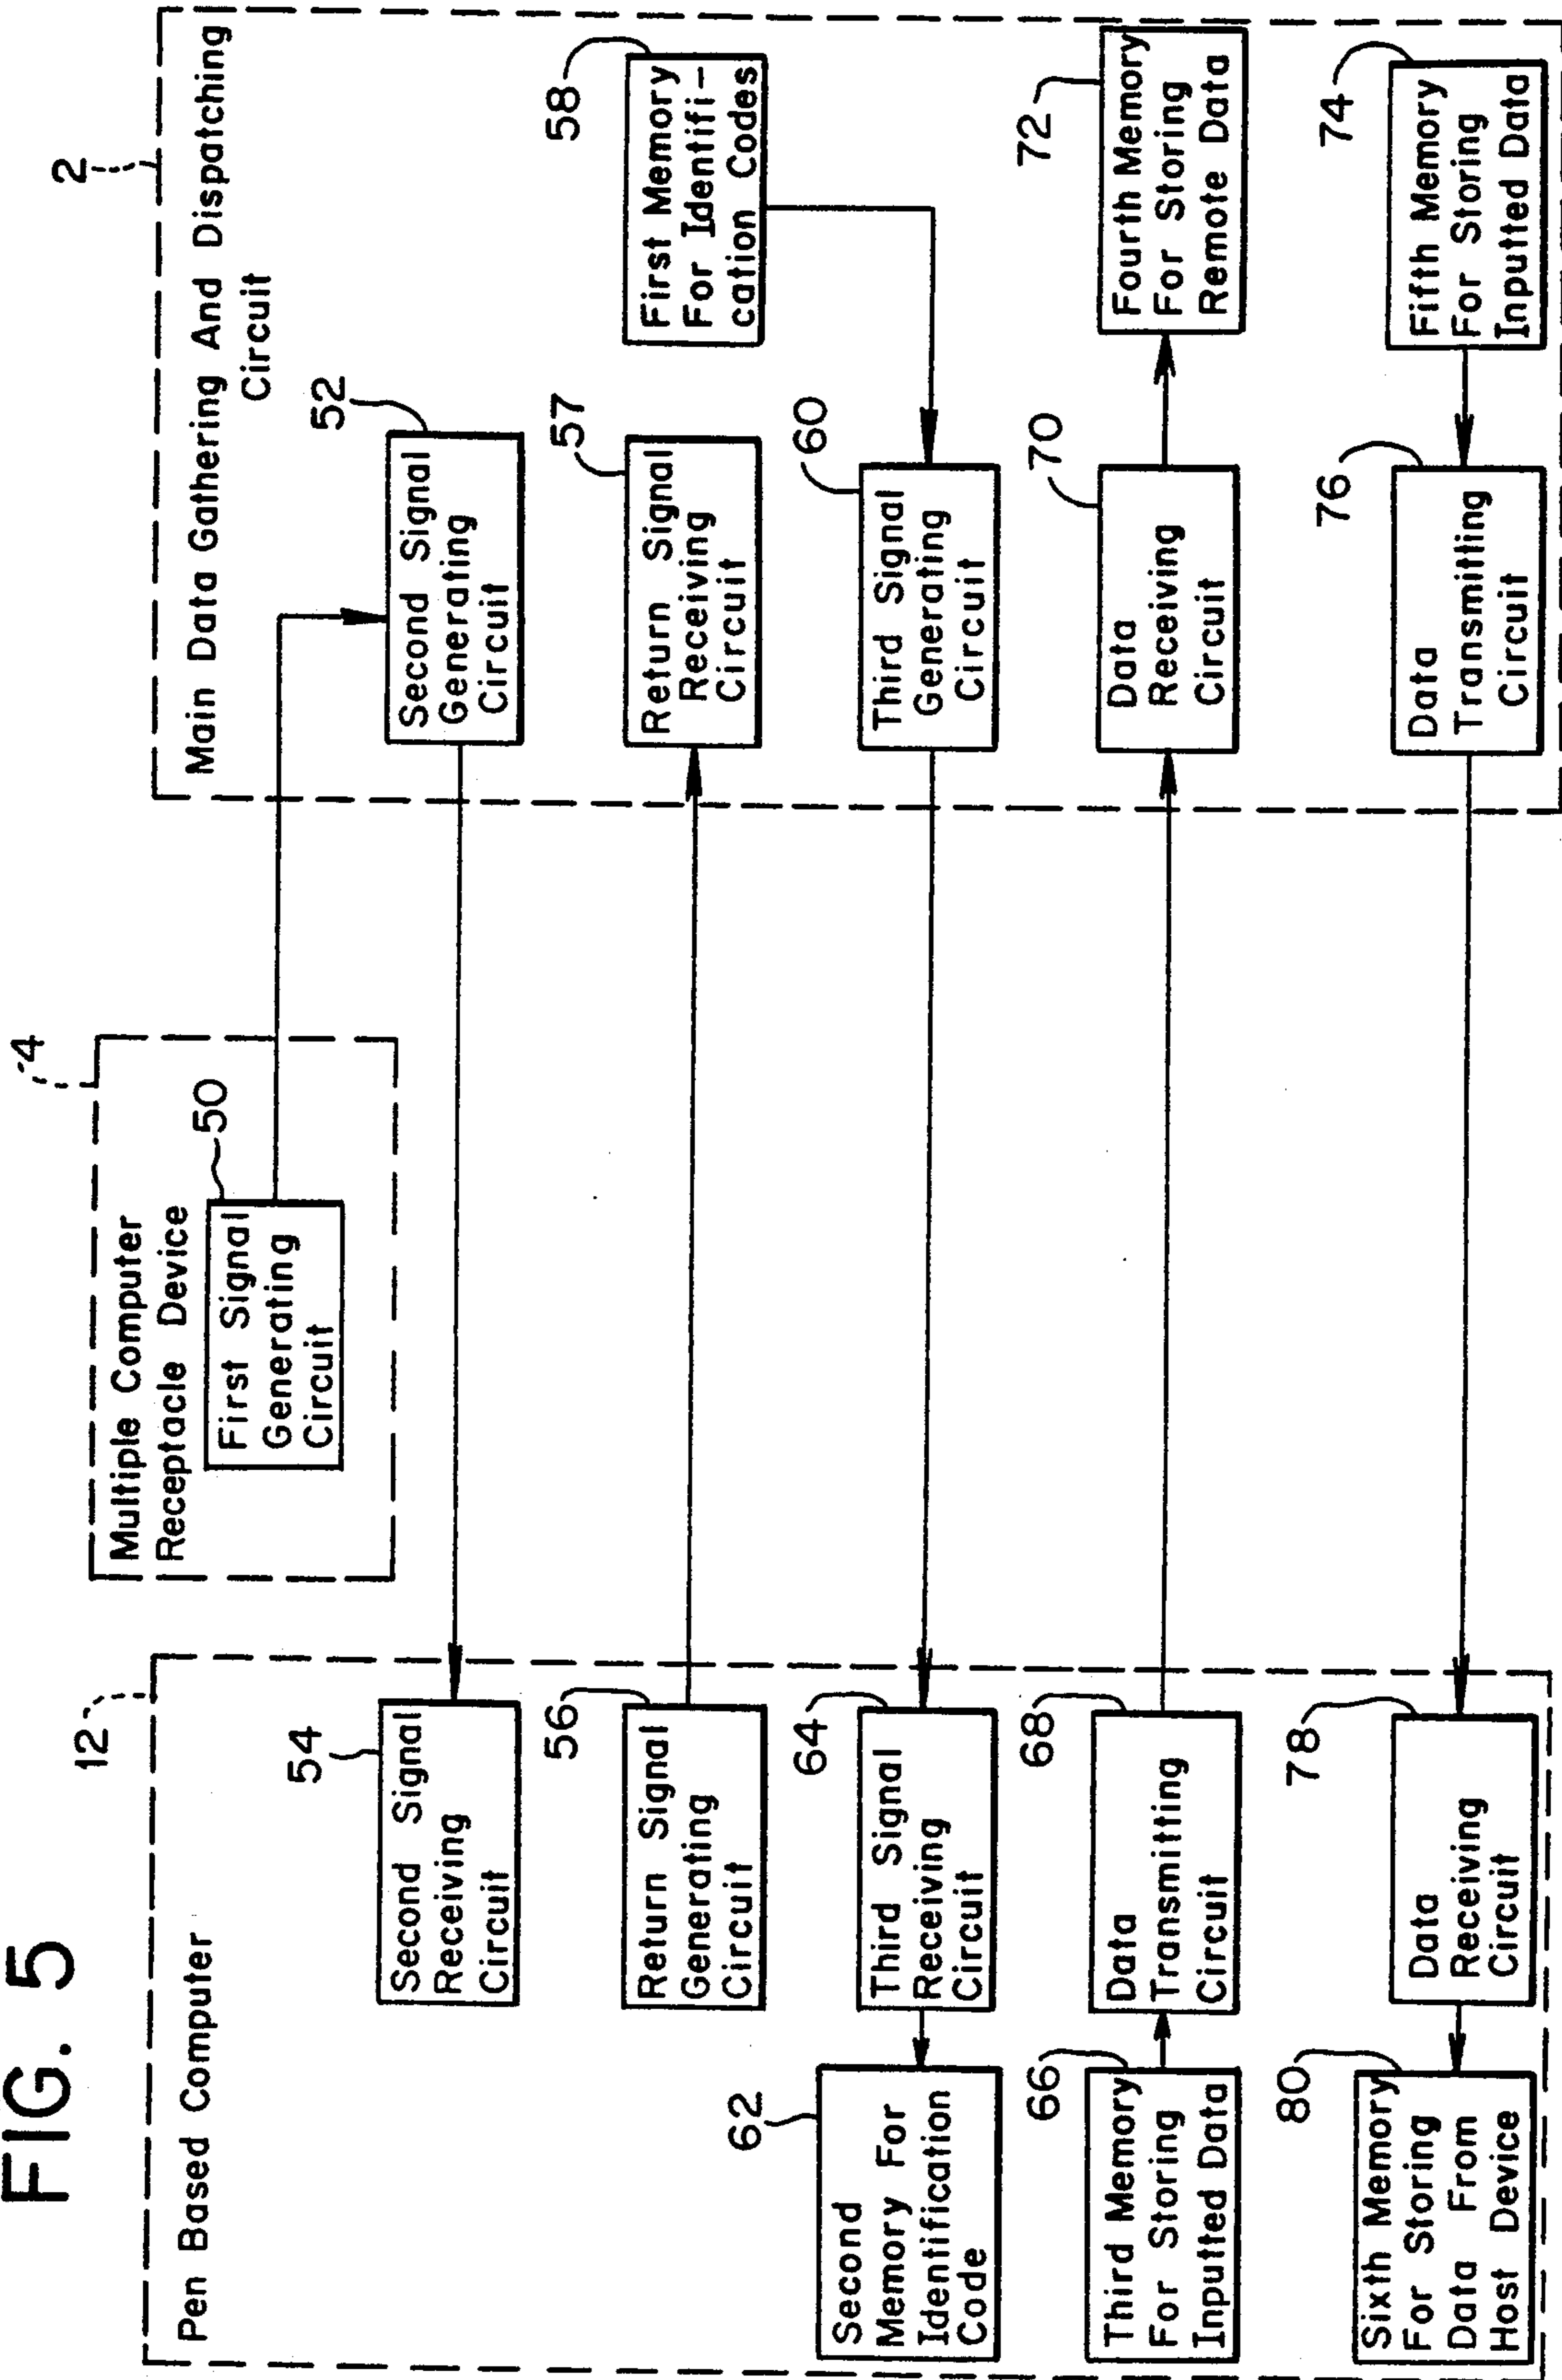 FIG. 5
12
Pen Based Computer
54
Second Signal
Receiving
Circuit
56
Return Signal
Generating
Circuit
62
Second
Memory For
Identification
Code
64
Third Signal
Receiving
Circuit
66
Third Memory
For Storing
Inputted Data
68
Data
Transmitting
Circuit
80
Sixth Memory
For Storing
Data From
Host Device
78
Data
Receiving
Circuit
4
Multiple Computer
Receptacle Device
50
First Signal
Generating
Circuit
2
Main Data Gathering And Dispatching
Circuit
52
Second Signal
Generating
Circuit
57
Return Signal
Receiving
Circuit
58
First Memory
For Identifi-
cation Codes
60
Third Signal
Generating
Circuit
70
Data
Receiving
Circuit
72
Fourth Memory
For Storing
Remote Data
76
Data
Transmitting
Circuit
74
Fifth Memory
For Storing
Inputted Data